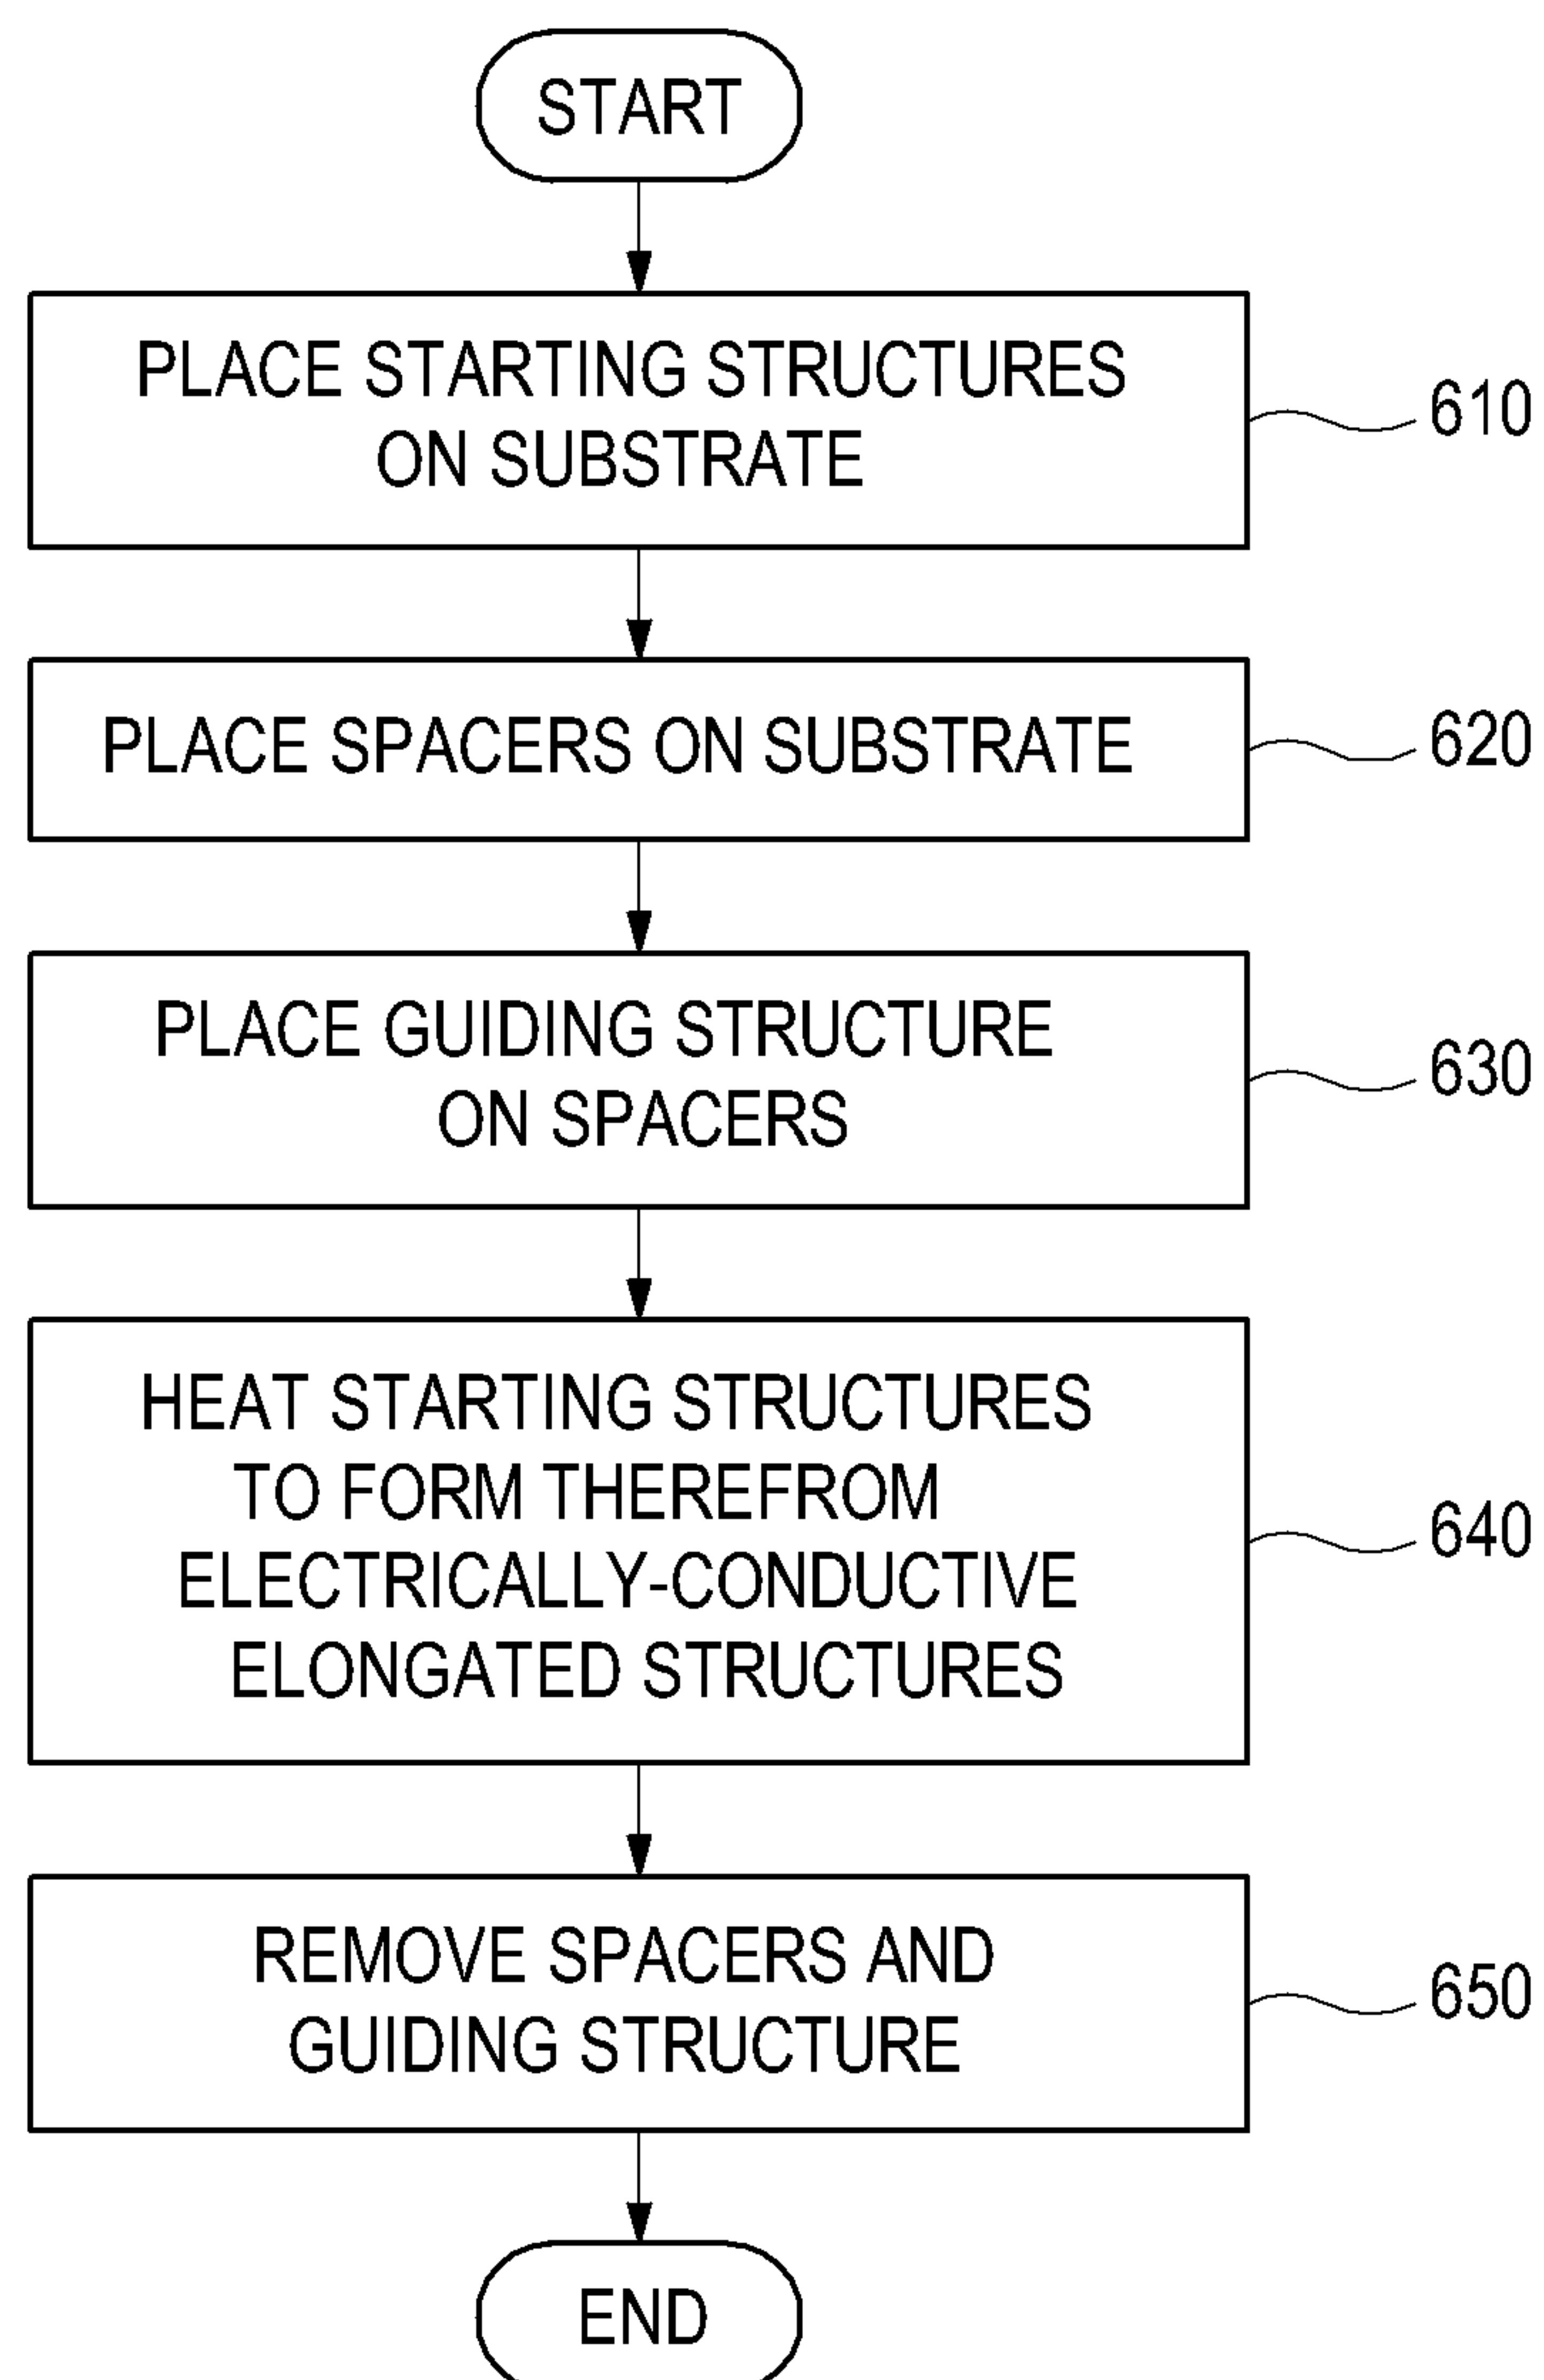 START
PLACE STARTING STRUCTURES
ON SUBSTRATE
610
PLACE SPACERS ON SUBSTRATE
620
PLACE GUIDING STRUCTURE
ON SPACERS
630
HEAT STARTING STRUCTURES
TO FORM THEREFROM
ELECTRICALLY-CONDUCTIVE
ELONGATED STRUCTURES
640
REMOVE SPACERS AND
GUIDING STRUCTURE
650
END